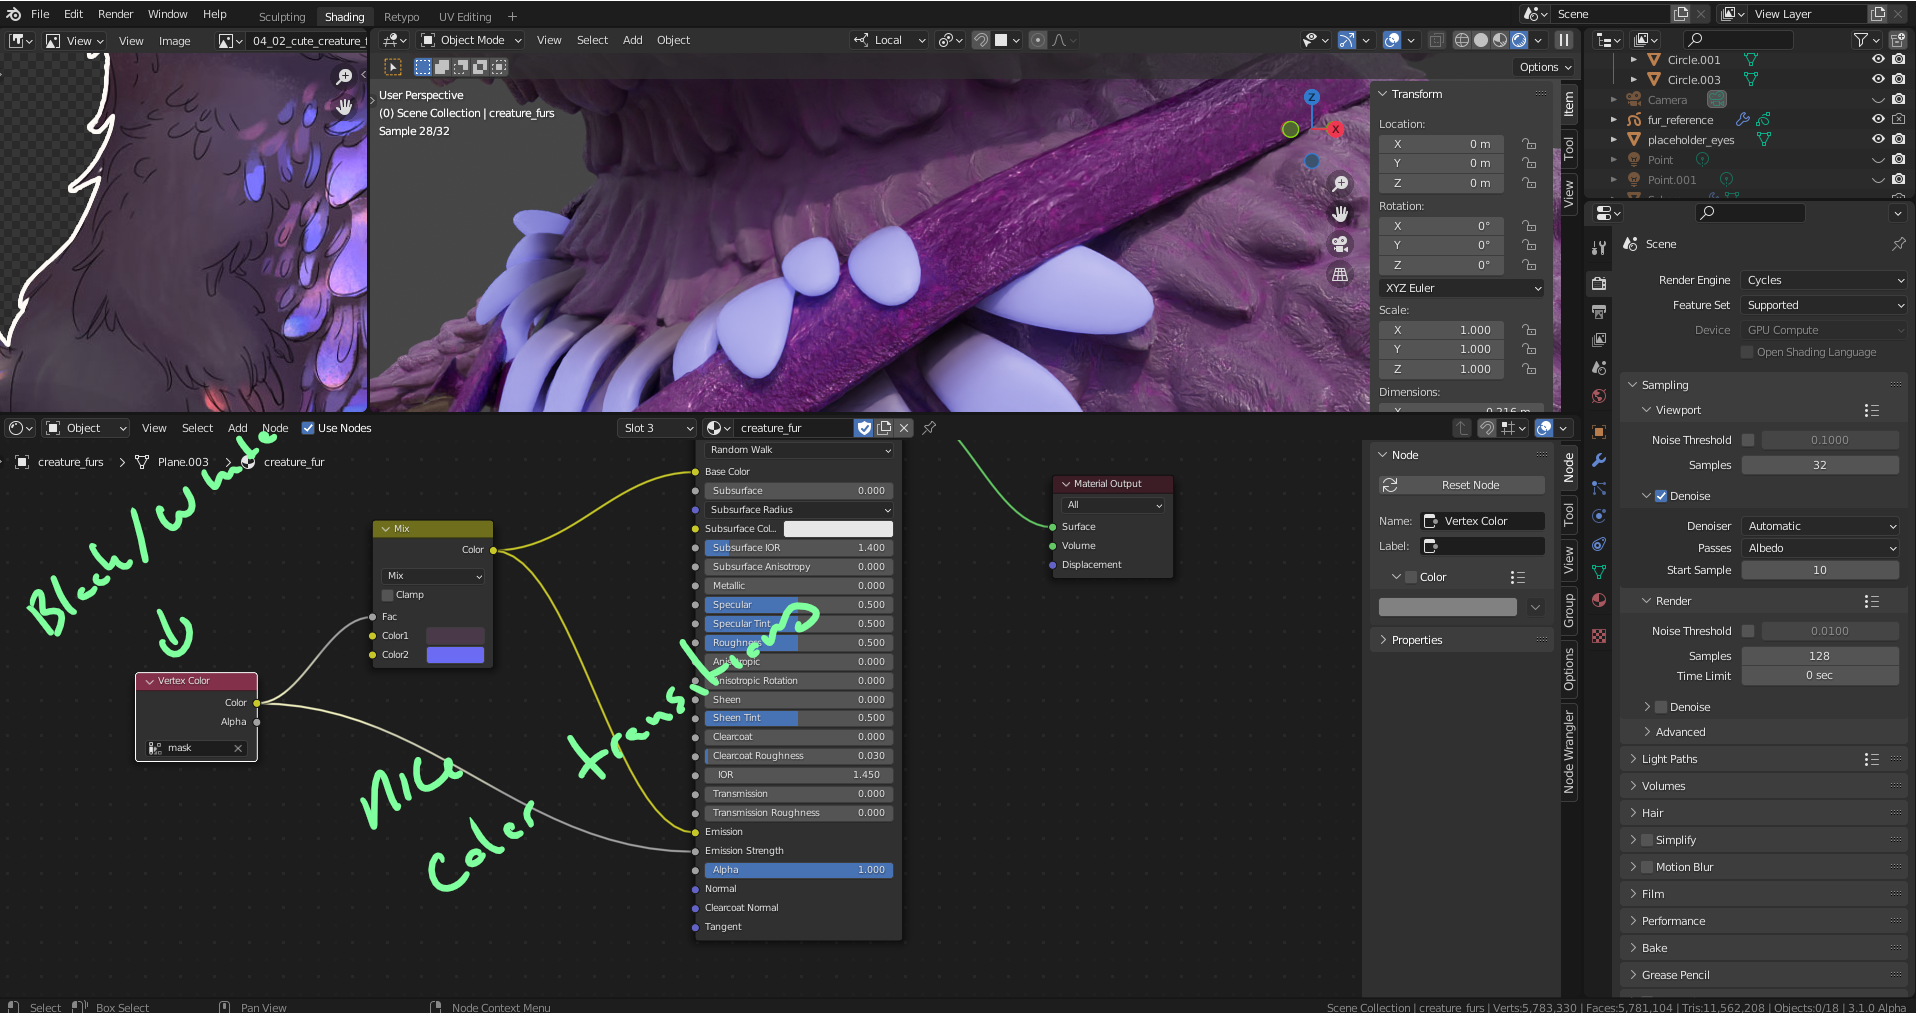 File Edit Render Window Help Sculpting Shading Retypo UV Editing + Scene View Layer
View View Image 04_02_cute_creature_f Object Mode View Select Add Object Local
Options
User Perspective
(0) Scene Collection | creature_furs
Sample 28/32
Z
X
Transform
Location:
X 0 m
Y 0 m
Z 0 m
Rotation:
X 0°
Y 0°
Z 0°
XYZ Euler
Scale:
X 1.000
Y 1.000
Z 1.000
Dimensions:
X 0.216 m
Item
Tool
View
Circle.001
Circle.003
Camera
fur_reference
placeholder_eyes
Point
Point.001
Scene
Render Engine Cycles
Feature Set Supported
Device GPU Compute
Open Shading Language
Sampling
Viewport
Noise Threshold 0.1000
Samples 32
Denoise
Denoiser Automatic
Passes Albedo
Start Sample 10
Render
Noise Threshold 0.0100
Samples 128
Time Limit 0 sec
Denoise
Advanced
Light Paths
Volumes
Hair
Simplify
Motion Blur
Film
Performance
Bake
Grease Pencil
Object View Select Add Node Use Nodes Slot 3 creature_fur
creature_furs > Plane.003 > creature_fur
Black/White
Mix
Color
Mix
Clamp
Fac
Color1
Color2
Vertex Color
Color
Alpha
mask
Nice
Color
transitions
Random Walk
Base Color
Subsurface 0.000
Subsurface Radius
Subsurface Col...
Subsurface IOR 1.400
Subsurface Anisotropy 0.000
Metallic 0.000
Specular 0.500
Specular Tint 0.500
Roughness 0.500
Anisotropic 0.000
Anisotropic Rotation 0.000
Sheen 0.000
Sheen Tint 0.500
Clearcoat 0.000
Clearcoat Roughness 0.030
IOR 1.450
Transmission 0.000
Transmission Roughness 0.000
Emission
Emission Strength
Alpha 1.000
Normal
Clearcoat Normal
Tangent
Material Output
All
Surface
Volume
Displacement
Node
Reset Node
Name: Vertex Color
Label:
Color
Properties
Node
Tool
View
Group
Options
Node Wrangler
Select Box Select Pan View Node Context Menu Scene Collection | creature_furs | Verts:5,783,330 | Faces:5,781,104 | Tris:11,562,208 | Objects:0/18 | 3.1.0 Alpha